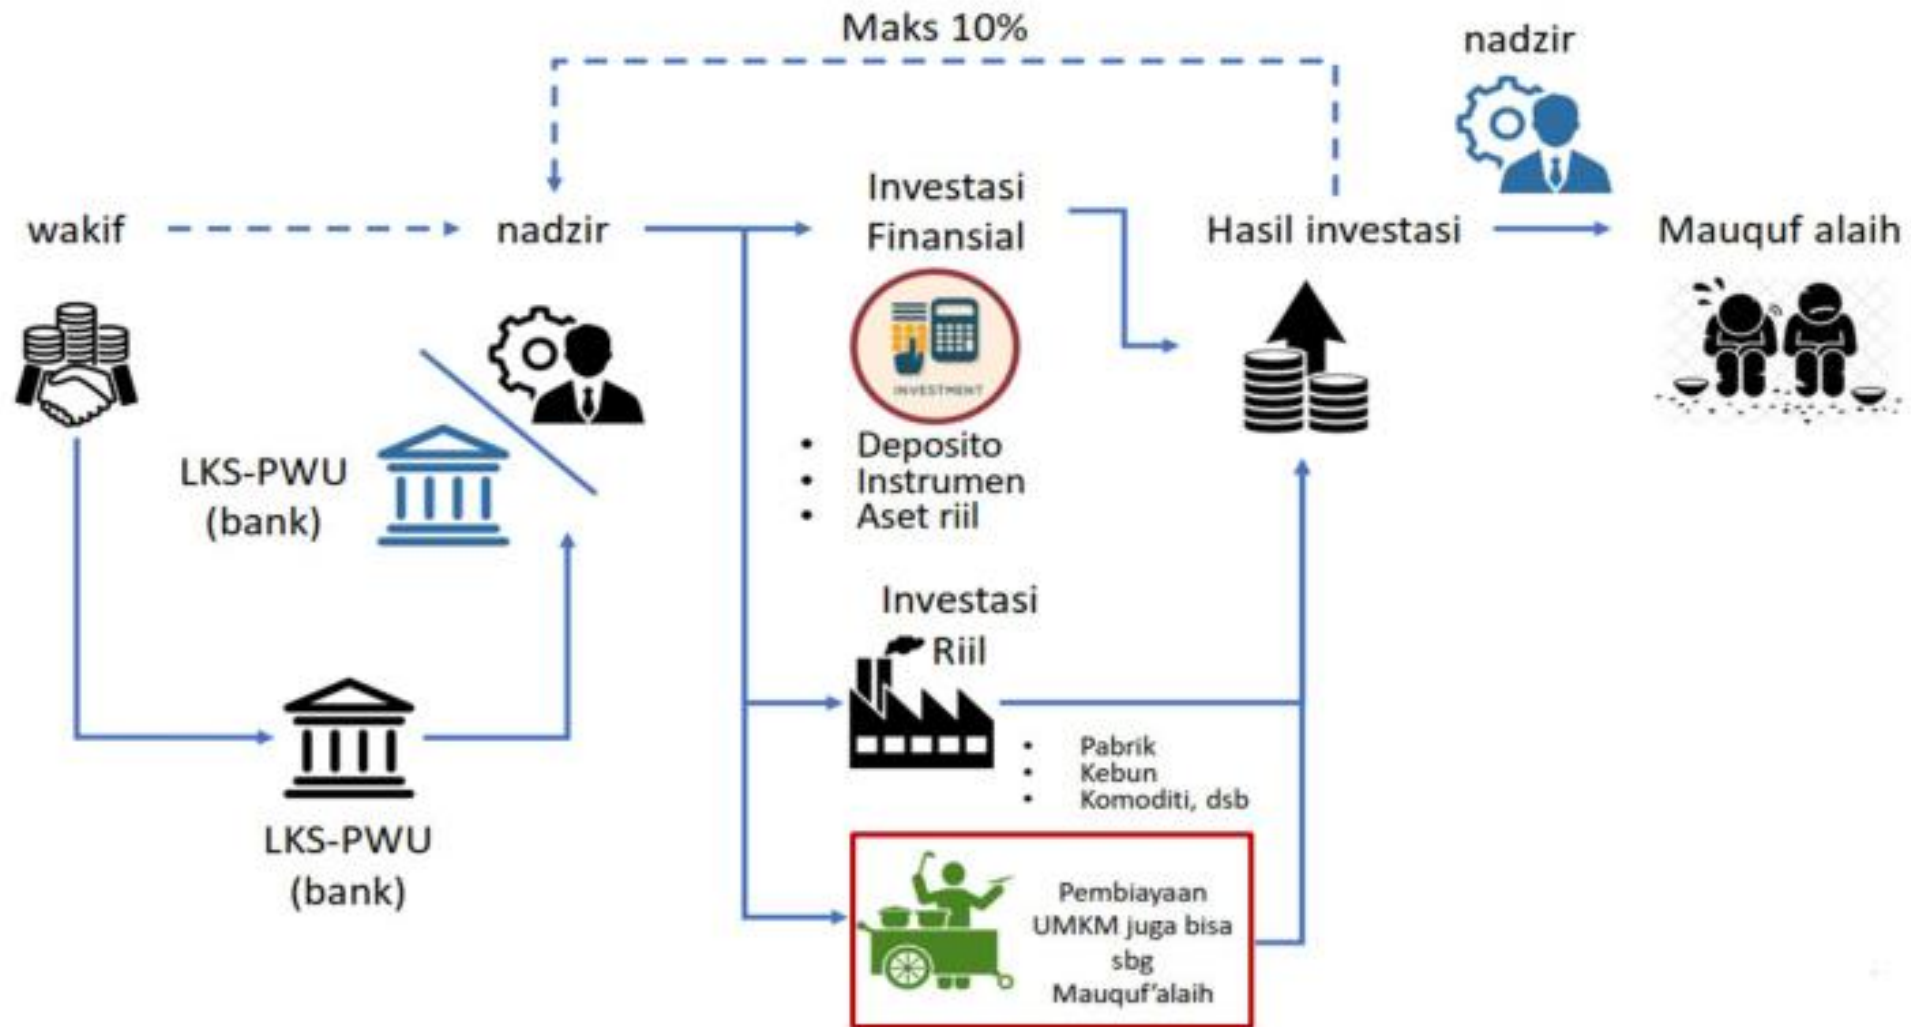 Maks 10%
nadzir
wakif
nadzir
Investasi
Finansial
Hasil investasi
Mauquf alaih
INVESTMENT
LKS-PWU
(bank)
• Deposito
• Instrumen
• Aset riil
Investasi
Riil
• Pabrik
• Kebun
• Komoditi, dsb
LKS-PWU
(bank)
Pembiayaan
UMKM juga bisa
sbg
Mauquf'alaih